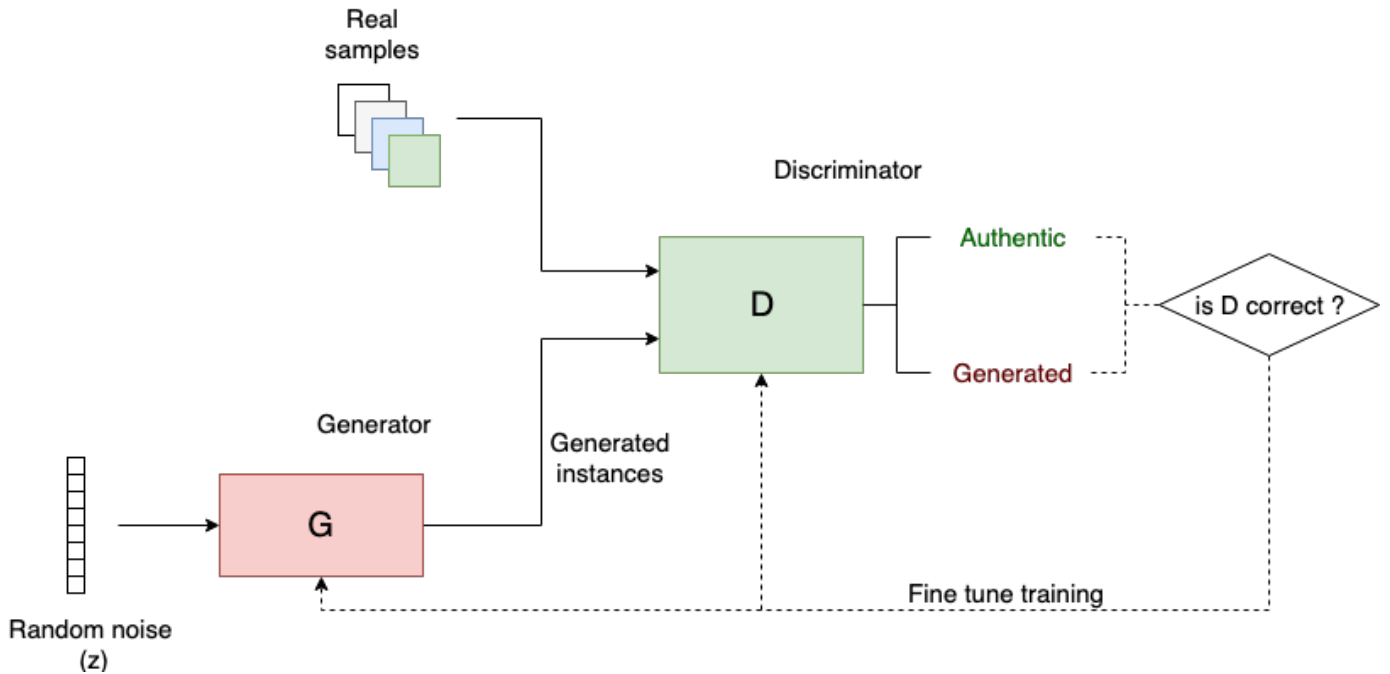 Real
samples
Discriminator
Authentic
D
is D correct ?
Generated
Generator
Generated
instances
G
Fine tune training
Random noise
(z)